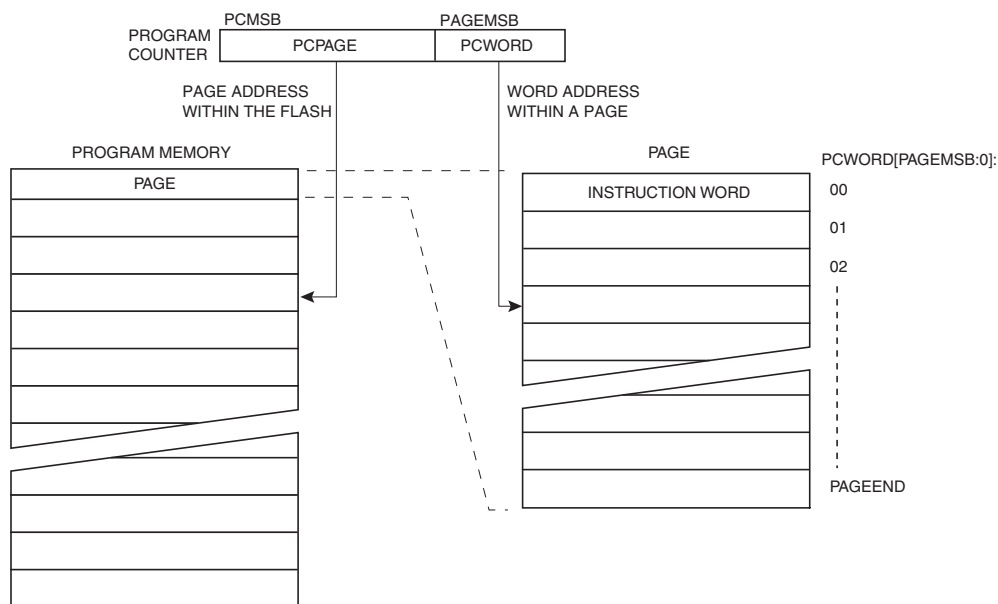 PCMSB PAGEMSB
PROGRAM
COUNTER
PCPAGE PCWORD
PAGE ADDRESS
WITHIN THE FLASH
WORD ADDRESS
WITHIN A PAGE
PROGRAM MEMORY
PAGE
PAGE
PCWORD[PAGEMSB:0]:
INSTRUCTION WORD
00
01
02
PAGEEND